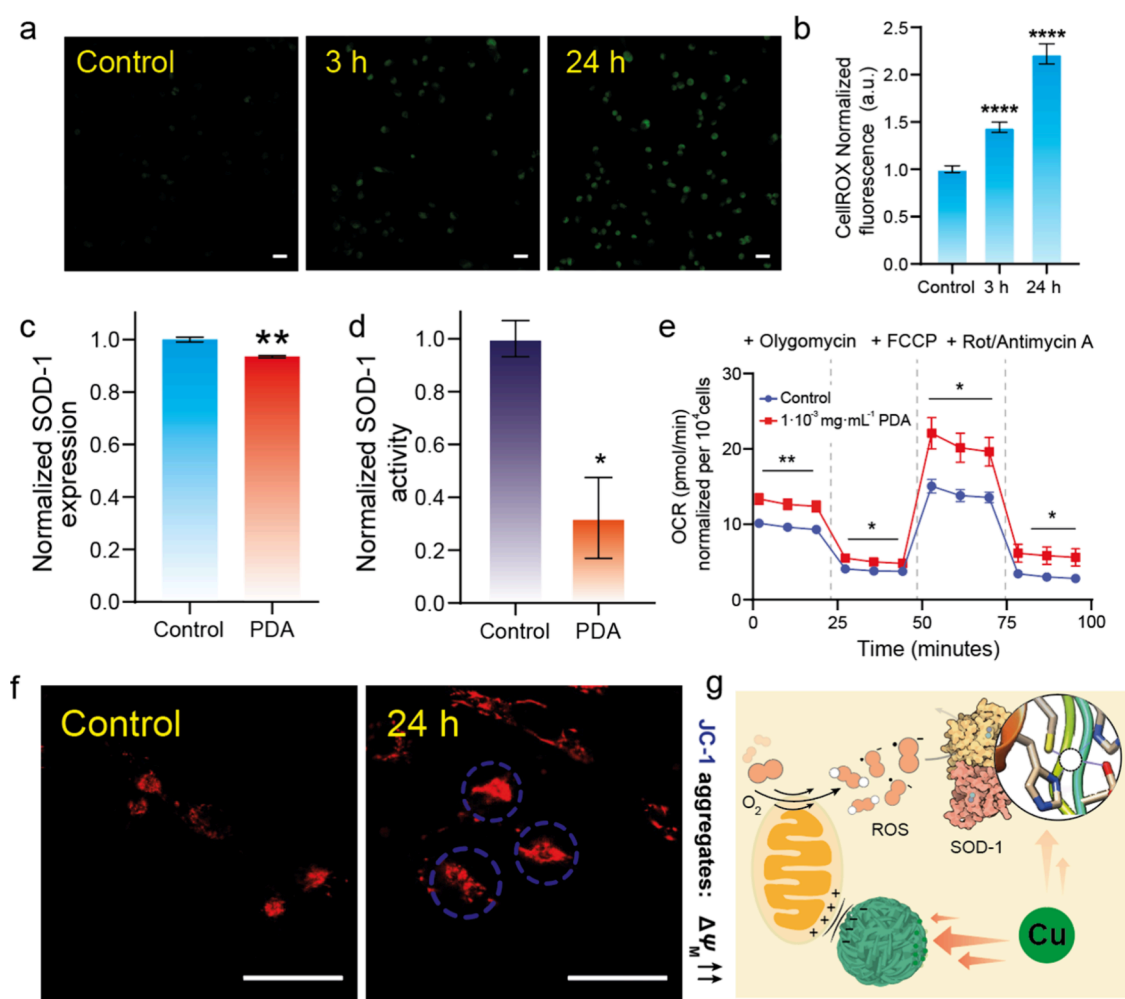 a
Control
3 h
24 h
b
CellROX Normalized
fluorescence (a.u.)
2.5
2.0
1.5
1.0
0.5
0.0
****
****
Control
3 h
24 h
c
Normalized SOD-1
expression
1.0
0.8
0.6
0.4
0.2
0.0
**
Control
PDA
d
Normalized SOD-1
activity
1.0
0.8
0.6
0.4
0.2
0.0
*
Control
PDA
e
+ Olygomycin
+ FCCP
+ Rot/Antimycin A
OCR (pmol/min)
normalized per 10⁴cells
30
20
10
0
Control
1·10⁻³ mg·mL⁻¹ PDA
**
*
*
*
0
25
50
75
100
Time (minutes)
f
Control
24 h
JC-1 aggregates: ΔΨM ↑↑
g
O₂
ROS
SOD-1
Cu
+ + + +
- - - -